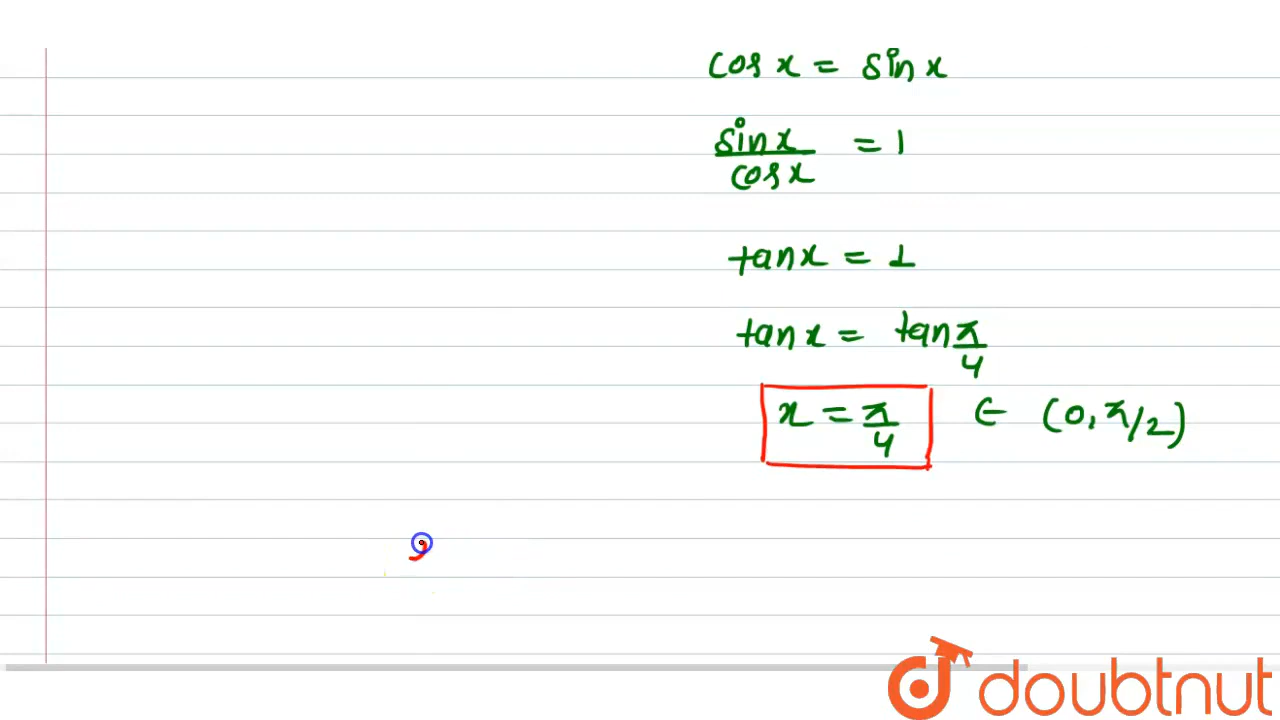 cos x = sin x
sin x / cos x = 1
tan x = 1
tan x = tan π/4
x = π/4 ∈ (0, π/2)
,
doubtnut